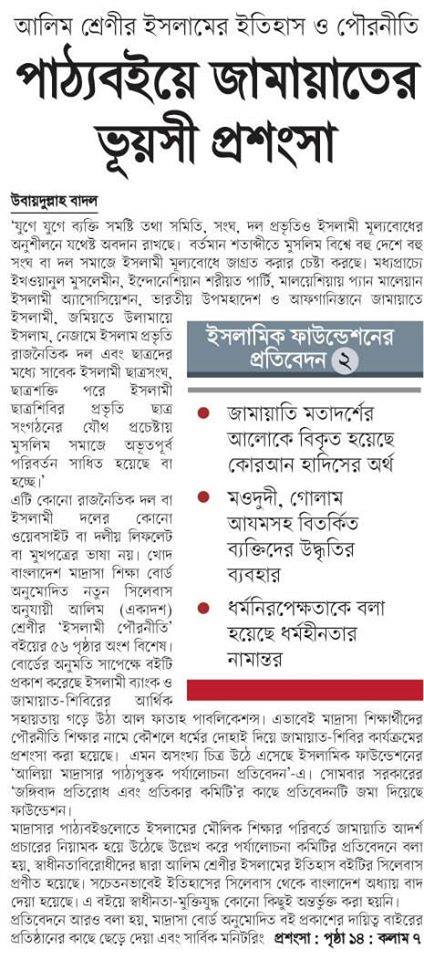 আলিম শ্রেণীর ইসলামের ইতিহাস ও পৌরনীতি
পাঠ্যবইয়ে জামায়াতের
ভূয়সী প্রশংসা
উবায়দুল্লাহ বাদল
‘যুগে যুগে ব্যক্তি সমষ্টি তথা সমিতি, সংঘ, দল প্রভৃতিও ইসলামী মূল্যবোধের
অনুশীলনে যথেষ্ট অবদান রাখছে। বর্তমান শতাব্দীতে মুসলিম বিশ্বে বহু দেশে বহু
সংঘ বা দল সমাজে ইসলামী মূল্যবোধে জাগ্রত করার চেষ্টা করছে। মধ্যপ্রাচ্যে
ইখওয়ানুল মুসলেমীন, ইন্দোনেশিয়ান শরীয়ত পার্টি, মালয়েশিয়ায় প্যান মালেয়ান
ইসলামী অ্যাসোসিয়েশন, ভারতীয় উপমহাদেশ ও আফগানিস্তানে জামায়াতে
ইসলামী, জমিয়তে উলামায়ে
ইসলাম, নেজামে ইসলাম প্রভৃতি
রাজনৈতিক দল এবং ছাত্রদের
মধ্যে সাবেক ইসলামী ছাত্রসংঘ,
ছাত্রশক্তি পরে ইসলামী
ছাত্রশিবির প্রভৃতি ছাত্র
সংগঠনের যৌথ প্রচেষ্টায়
মুসলিম সমাজে অভূতপূর্ব
পরিবর্তন সাধিত হয়েছে বা
হচ্ছে।’
এটি কোনো রাজনৈতিক দল বা
ইসলামী দলের কোনো
ওয়েবসাইট বা দলীয় লিফলেট
বা মুখপত্রের ভাষা নয়। খোদ
বাংলাদেশ মাদ্রাসা শিক্ষা বোর্ড
অনুমোদিত নতুন সিলেবাস
অনুযায়ী আলিম (একাদশ)
শ্রেণীর ‘ইসলামী পৌরনীতি’
বইয়ের ৫৬ পৃষ্ঠার অংশ বিশেষ।
বোর্ডের অনুমতি সাপেক্ষে বইটি
প্রকাশ করেছে ইসলামী ব্যাংক ও
জামায়াত-শিবিরের আর্থিক
সহায়তায় গড়ে উঠা আল ফাতাহ পাবলিকেশন্স। এভাবেই মাদ্রাসা শিক্ষার্থীদের
পৌরনীতি শিক্ষার নামে কৌশলে ধর্মের দোহাই দিয়ে জামায়াত-শিবির কার্যক্রমের
প্রশংসা করা হয়েছে। এমন অসংখ্য চিত্র উঠে এসেছে ইসলামিক ফাউন্ডেশনের
‘আলিয়া মাদ্রাসার পাঠ্যপুস্তক পর্যালোচনা প্রতিবেদন’-এ। সোমবার সরকারের
‘জঙ্গিবাদ প্রতিরোধ এবং প্রতিকার কমিটি’র কাছে প্রতিবেদনটি জমা দিয়েছে
ফাউন্ডেশন।
মাদ্রাসার পাঠ্যবইগুলোতে ইসলামের মৌলিক শিক্ষার পরিবর্তে জামায়াতি আদর্শ
প্রচারের নিয়ামক হয়ে উঠেছে উল্লেখ করে পর্যালোচনা কমিটির প্রতিবেদনে বলা
হয়, স্বাধীনতাবিরোধীদের দ্বারা আলিম শ্রেণীর ইসলামের ইতিহাস বইটির সিলেবাস
প্রণীত হয়েছে। সচেতনভাবেই ইতিহাসের সিলেবাস থেকে বাংলাদেশ অধ্যায় বাদ
দেয়া হয়েছে। এ বইয়ে স্বাধীনতা-মুক্তিযুদ্ধ কোনো কিছুই অন্তর্ভুক্ত করা হয়নি।
প্রতিবেদনে আরও বলা হয়, মাদ্রাসা বোর্ড অনুমোদিত বই প্রকাশের দায়িত্ব বাইরের
প্রতিষ্ঠানের কাছে ছেড়ে দেয়া এবং সার্বিক মনিটরিং প্রশংসা : পৃষ্ঠা ১৪ : কলাম ৭
ইসলামিক ফাউন্ডেশনের
প্রতিবেদন ২
জামায়াতি মতাদর্শের
আলোকে বিকৃত হয়েছে
কোরআন হাদিসের অর্থ
মওদুদী, গোলাম
আযমসহ বিতর্কিত
ব্যক্তিদের উদ্ধৃতির
ব্যবহার
ধর্মনিরপেক্ষতাকে বলা
হয়েছে ধর্মহীনতার
নামান্তর